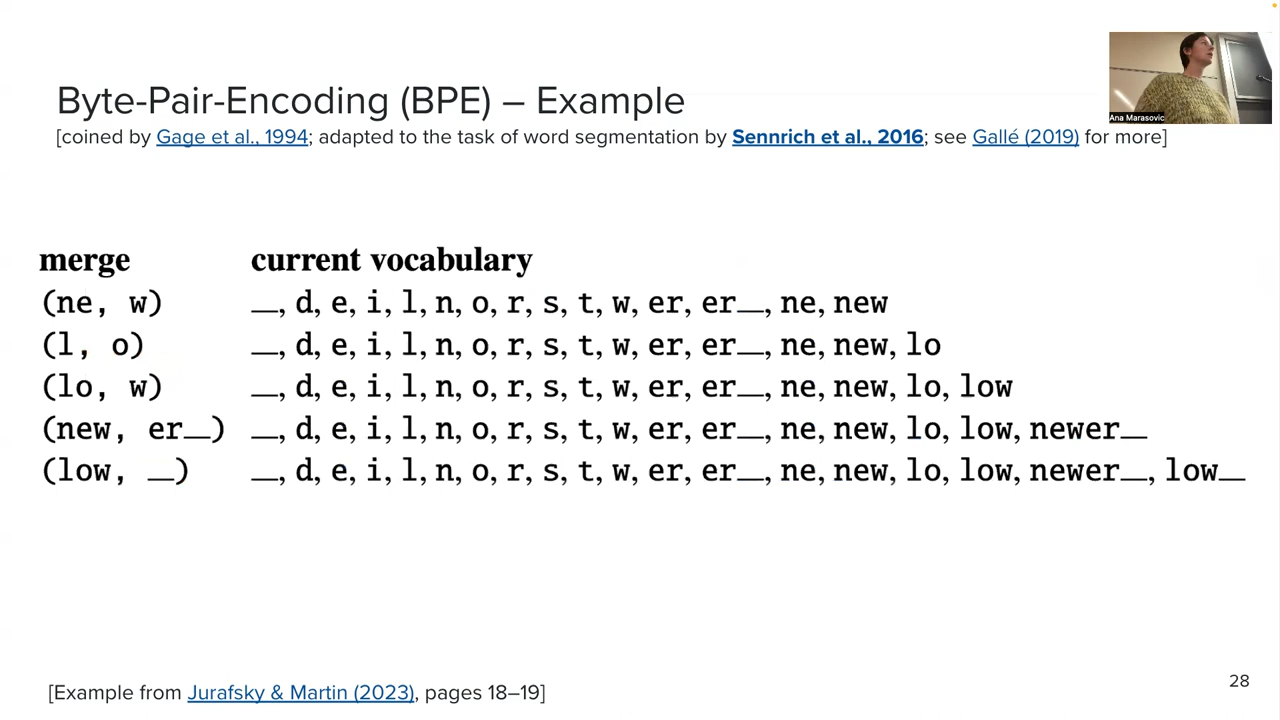 Byte-Pair-Encoding (BPE) – Example
[coined by Gage et al., 1994; adapted to the task of word segmentation by Sennrich et al., 2016; see Gallé (2019) for more]
Ana Marasovic
merge current vocabulary
(ne, w) __, d, e, i, l, n, o, r, s, t, w, er, er__, ne, new
(l, o) __, d, e, i, l, n, o, r, s, t, w, er, er__, ne, new, lo
(lo, w) __, d, e, i, l, n, o, r, s, t, w, er, er__, ne, new, lo, low
(new, er__) __, d, e, i, l, n, o, r, s, t, w, er, er__, ne, new, lo, low, newer__
(low, __) __, d, e, i, l, n, o, r, s, t, w, er, er__, ne, new, lo, low, newer__, low__
[Example from Jurafsky & Martin (2023), pages 18–19]
28